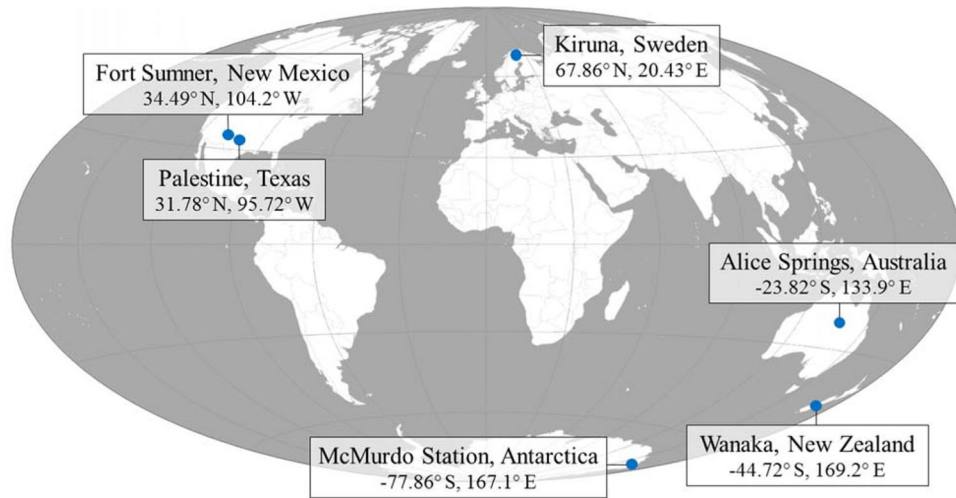 Kiruna, Sweden
67.86° N, 20.43° E
Fort Sumner, New Mexico
34.49° N, 104.2° W
Palestine, Texas
31.78° N, 95.72° W
Alice Springs, Australia
-23.82° S, 133.9° E
Wanaka, New Zealand
-44.72° S, 169.2° E
McMurdo Station, Antarctica
-77.86° S, 167.1° E